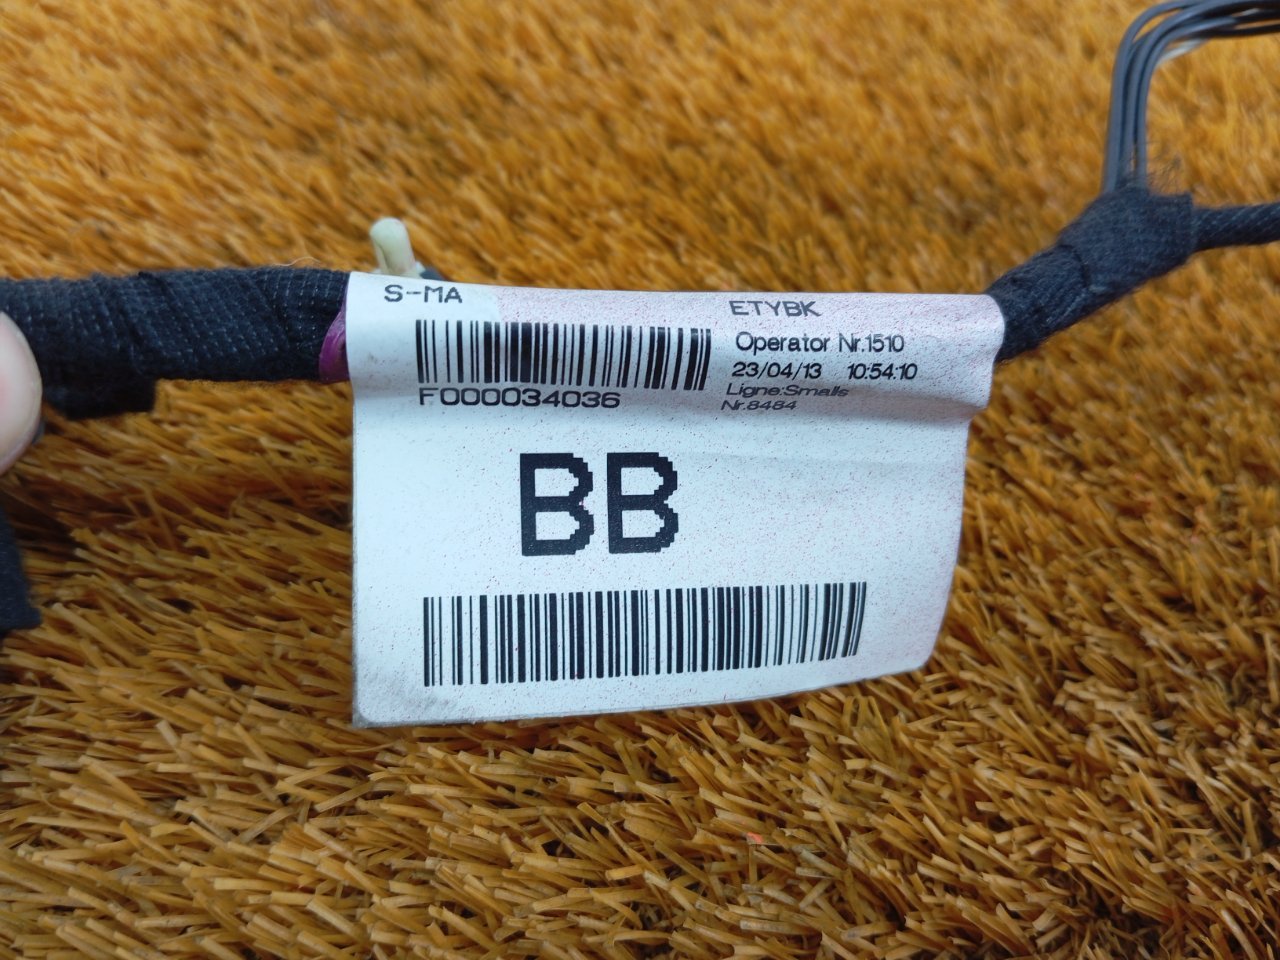 S-MA
ETYBK
Operator Nr.1510
23/04/13 10:54:10
Ligne:Smalls
Nr.8484
F000034036
BB